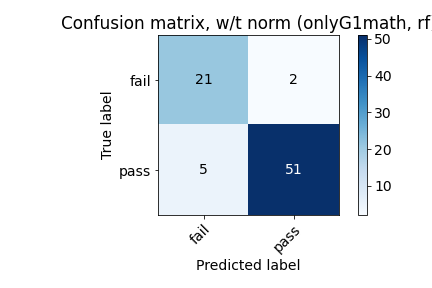 Confusion matrix, w/t norm (onlyG1math, rf
True label
fail
21
2
pass
5
51
fail
pass
Predicted label
50
40
30
20
10